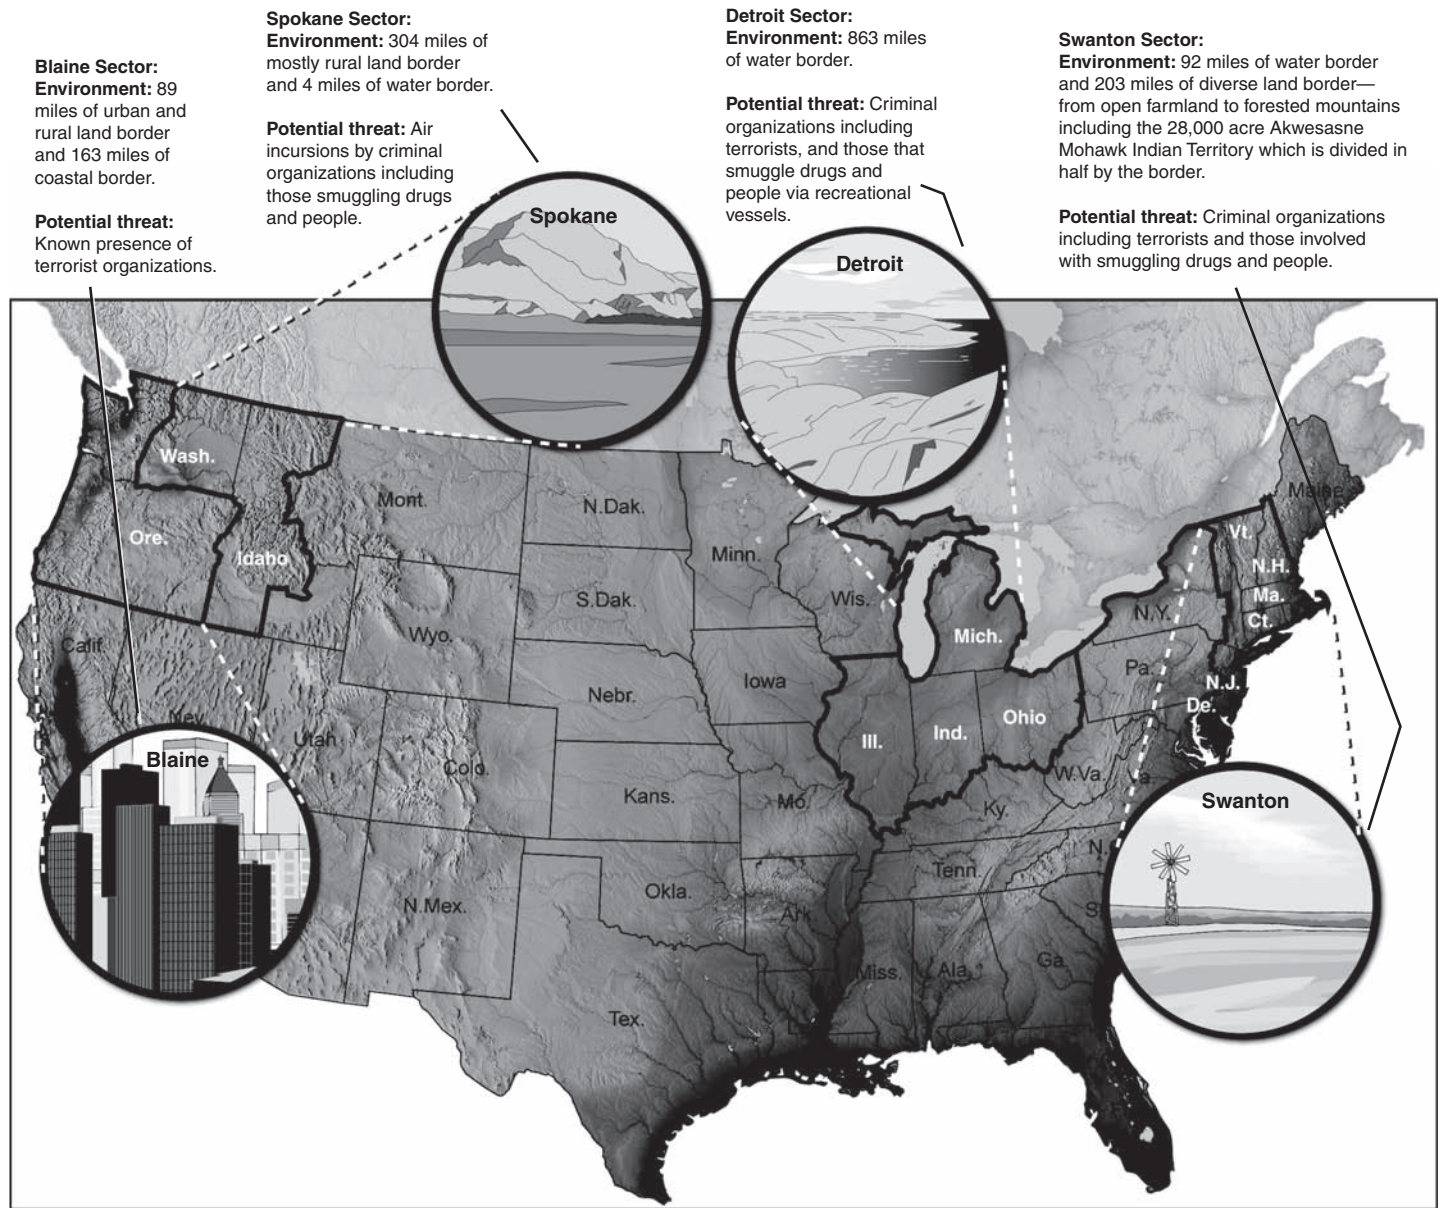 Blaine Sector:
Environment: 89
miles of urban and
rural land border
and 163 miles of
coastal border.
Potential threat:
Known presence of
terrorist organizations.
Spokane Sector:
Environment: 304 miles of
mostly rural land border
and 4 miles of water border.
Potential threat: Air
incursions by criminal
organizations including
those smuggling drugs
and people.
Detroit Sector:
Environment: 863 miles
of water border.
Potential threat: Criminal
organizations including
terrorists, and those that
smuggle drugs and
people via recreational
vessels.
Swanton Sector:
Environment: 92 miles of water border
and 203 miles of diverse land border—
from open farmland to forested mountains
including the 28,000 acre Akwesasne
Mohawk Indian Territory which is divided in
half by the border.
Potential threat: Criminal organizations
including terrorists and those involved
with smuggling drugs and people.
Spokane
Detroit
Wash.
Mont.
N.Dak.
Minn.
Maine
Ore.
Idaho
Vt.
N.H.
S.Dak.
Wis.
Ma.
N.Y.
Ct.
Calif.
Wyo.
Mich.
Iowa
Pa.
Nebr.
N.J.
De.
Nev.
Utah
Ill.
Ind.
Ohio
Blaine
Colo.
Kans.
Mo.
W.Va.
Va.
Ky.
Swanton
N.
Tenn.
Okla.
N.Mex.
Ark.
S.
Miss.
Ala.
Ga.
Tex.